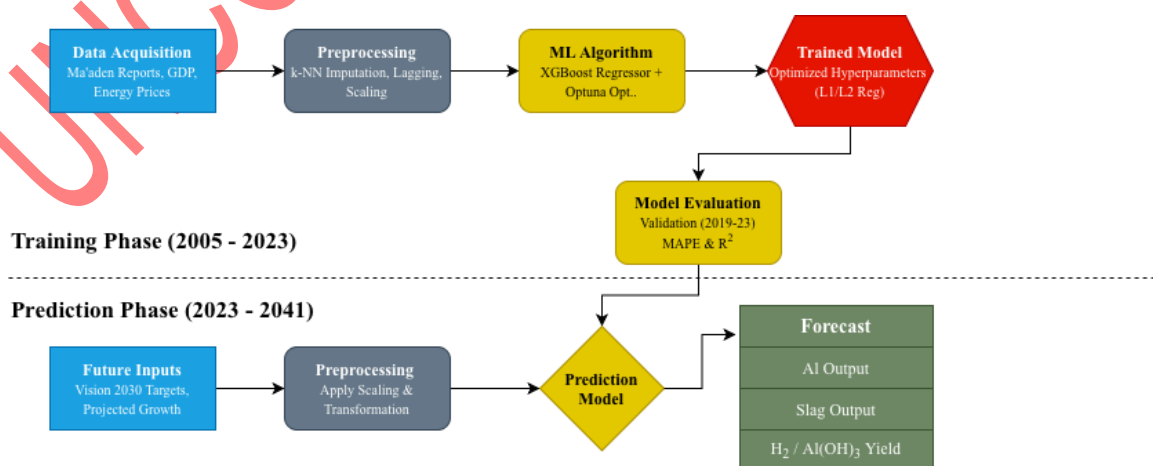 Data Acquisition
Ma'aden Reports, GDP,
Energy Prices
Preprocessing
k-NN Imputation, Lagging,
Scaling
ML Algorithm
XGBoost Regressor +
Optuna Opt..
Trained Model
Optimized Hyperparameters
(L1/L2 Reg)
Model Evaluation
Validation (2019-23)
MAPE & R²
Training Phase (2005 - 2023)
Prediction Phase (2023 - 2041)
Future Inputs
Vision 2030 Targets,
Projected Growth
Preprocessing
Apply Scaling &
Transformation
Prediction
Model
Forecast
Al Output
Slag Output
H₂ / Al(OH)₃ Yield